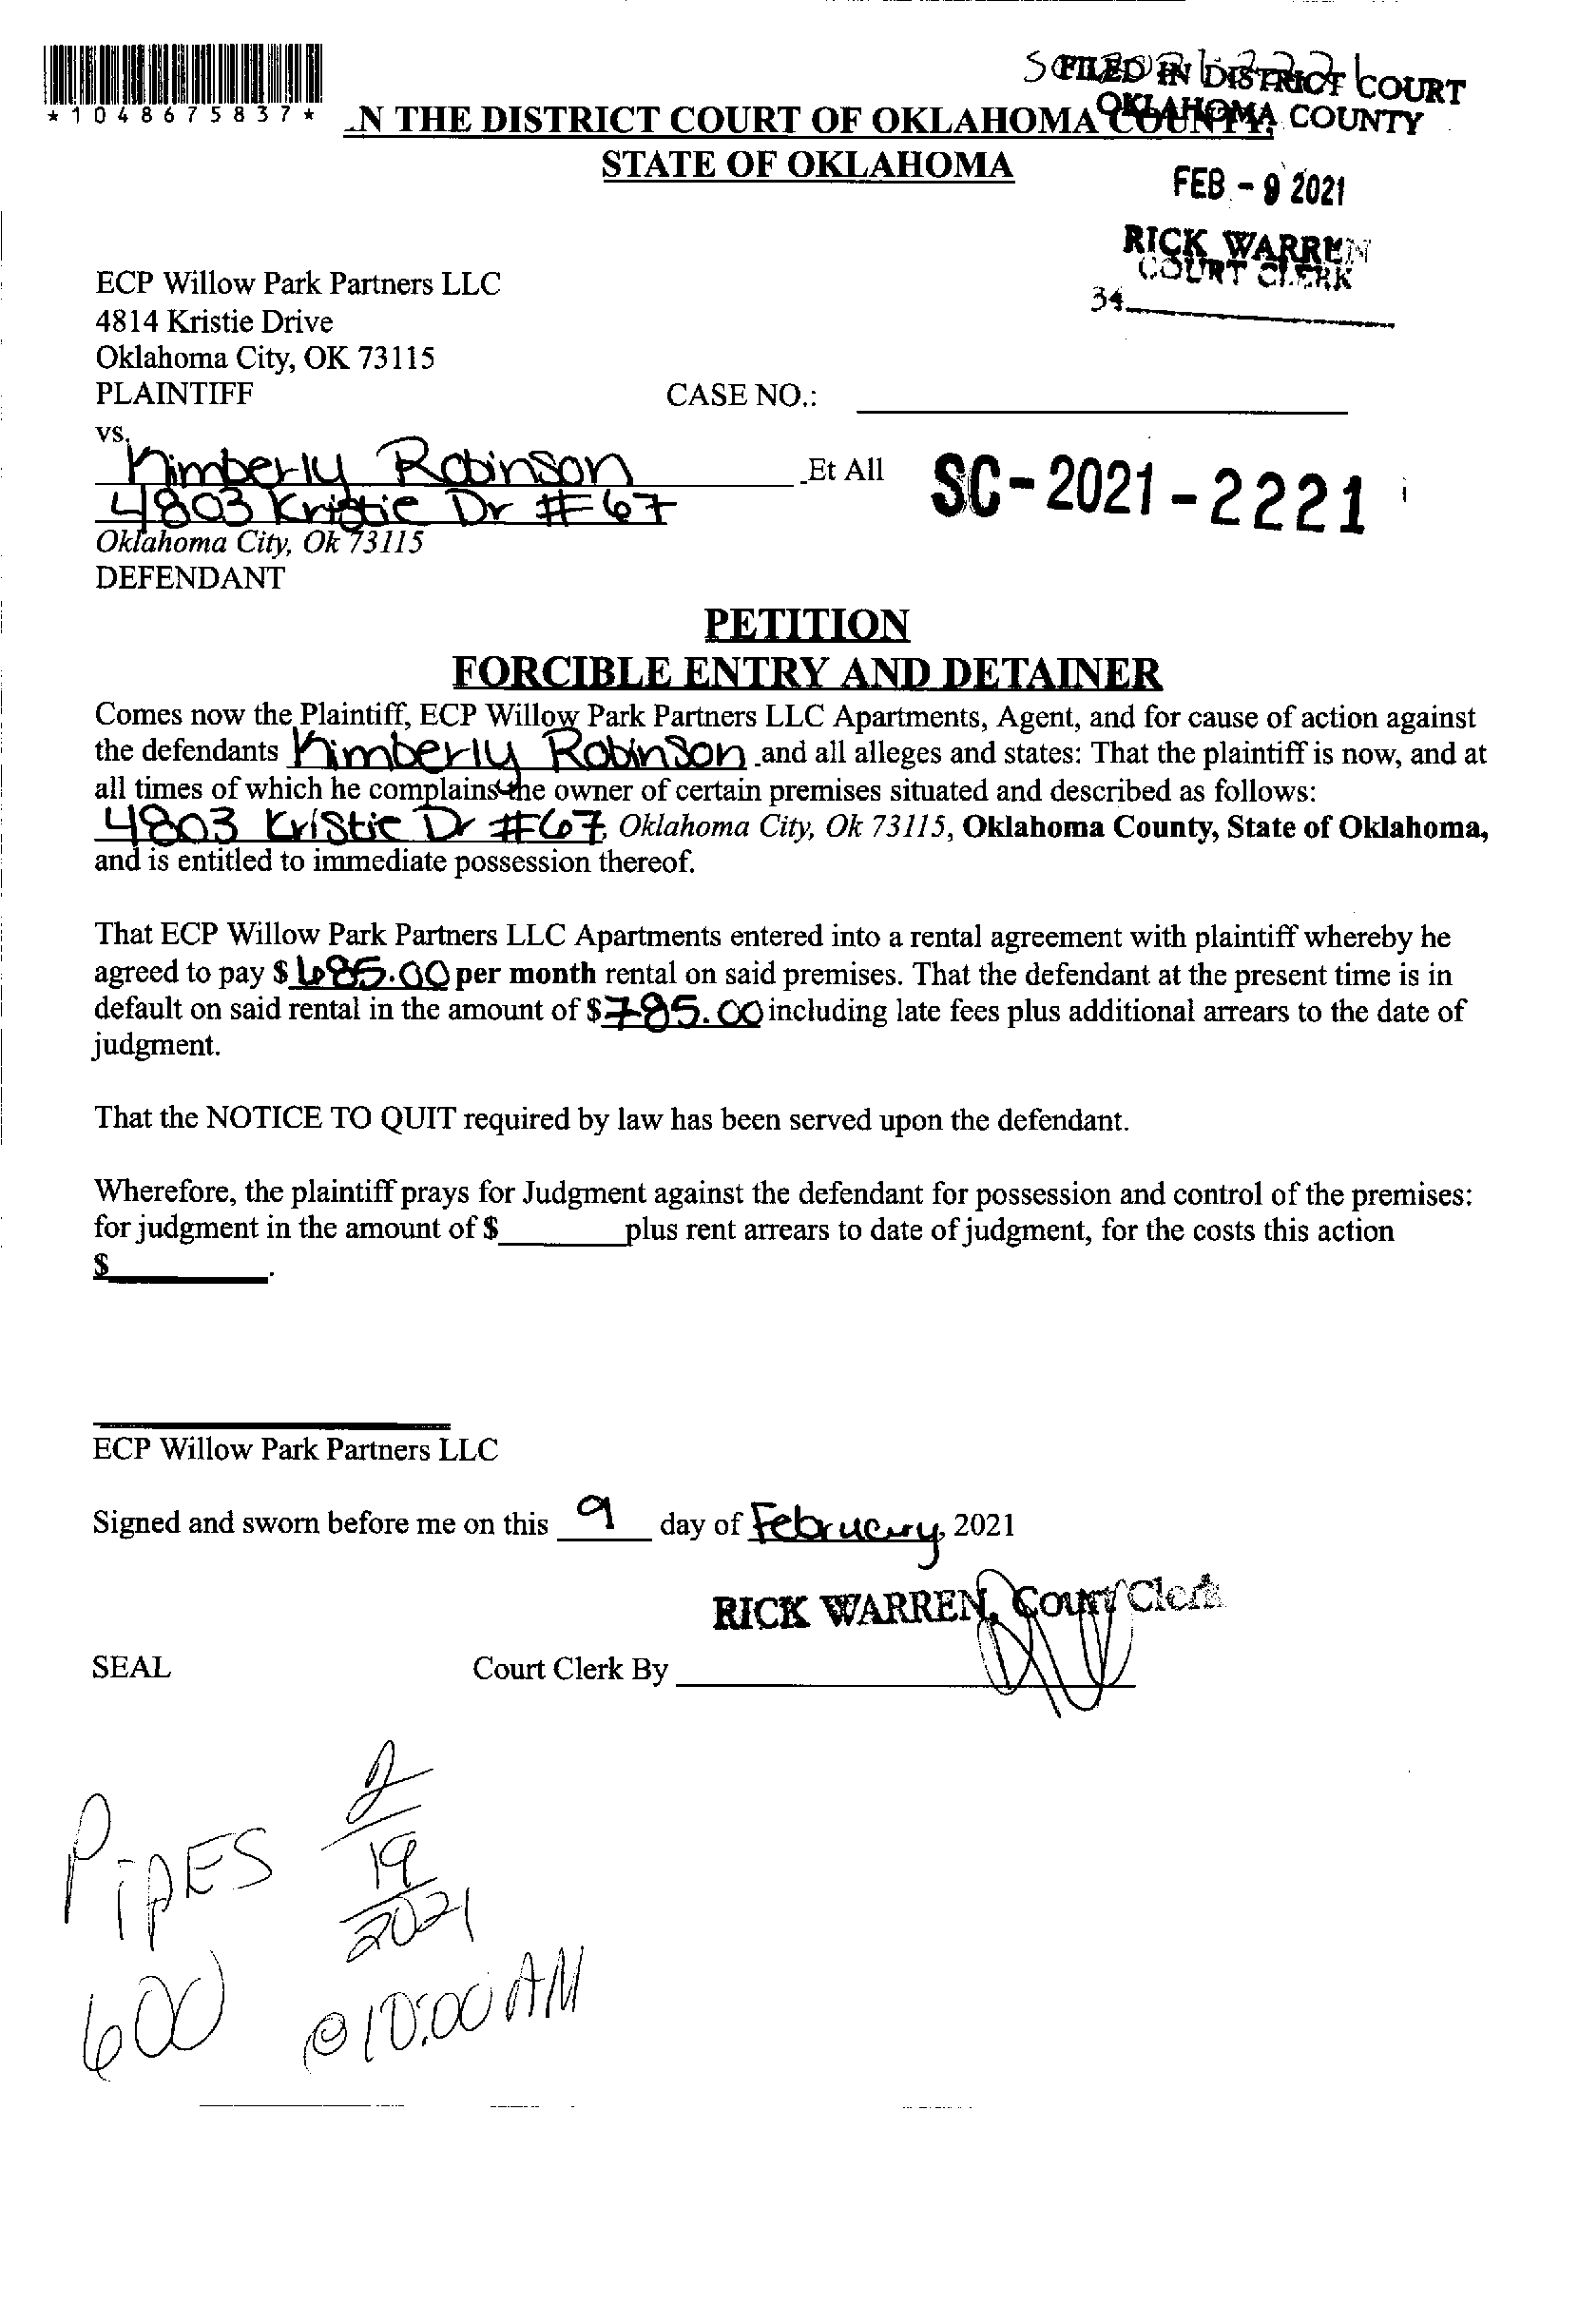 *1048675837*
FILED IN DISTRICT COURT
OKLAHOMA COUNTY
N THE DISTRICT COURT OF OKLAHOMA COUNTY,
STATE OF OKLAHOMA
FEB - 9 2021
RICK WARREN
COURT CLERK
34
ECP Willow Park Partners LLC
4814 Kristie Drive
Oklahoma City, OK 73115
PLAINTIFF
CASE NO.:
vs.
Kimberly Robinson Et All
SC-2021-2221
4803 Kristie Dr #67
Oklahoma City, Ok 73115
DEFENDANT
PETITION
FORCIBLE ENTRY AND DETAINER
Comes now the Plaintiff, ECP Willow Park Partners LLC Apartments, Agent, and for cause of action against
the defendants Kimberly Robinson and all alleges and states: That the plaintiff is now, and at
all times of which he complains the owner of certain premises situated and described as follows:
4803 Kristie Dr #67, Oklahoma City, Ok 73115, Oklahoma County, State of Oklahoma,
and is entitled to immediate possession thereof.
That ECP Willow Park Partners LLC Apartments entered into a rental agreement with plaintiff whereby he
agreed to pay $ 685.00 per month rental on said premises. That the defendant at the present time is in
default on said rental in the amount of $785.00 including late fees plus additional arrears to the date of
judgment.
That the NOTICE TO QUIT required by law has been served upon the defendant.
Wherefore, the plaintiff prays for Judgment against the defendant for possession and control of the premises:
for judgment in the amount of $ plus rent arrears to date of judgment, for the costs this action
$ .
ECP Willow Park Partners LLC
Signed and sworn before me on this 9 day of February, 2021
RICK WARREN, Court Clerk
SEAL
Court Clerk By
PipES
2
19
2021
600
@10:00 AM